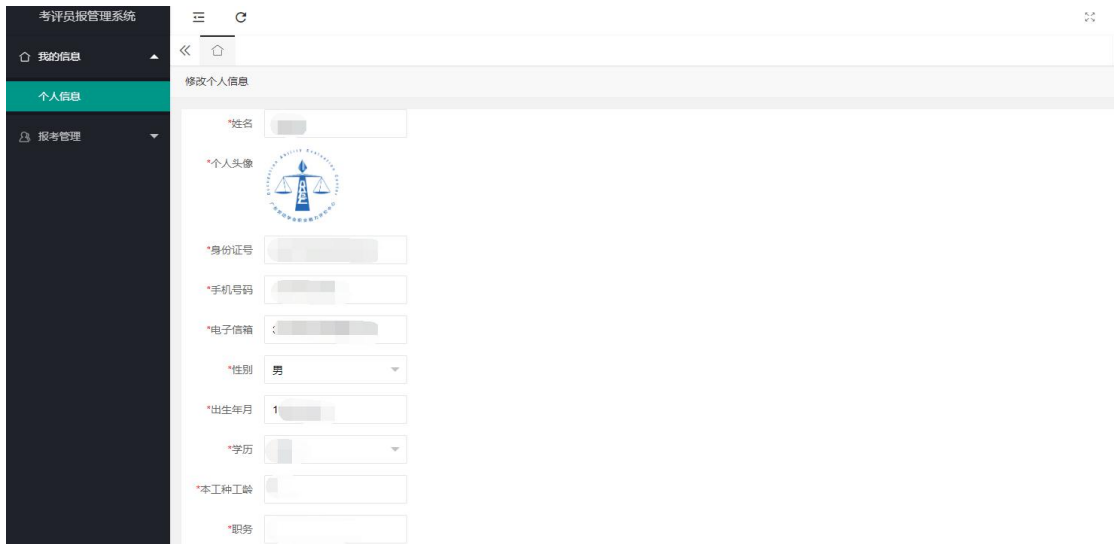 考评员报管理系统
我的信息
个人信息
报考管理
修改个人信息
*姓名
*个人头像
*身份证号
*手机号码
*电子信箱
*性别 男
*出生年月 1
*学历
*本工种工龄
*职务